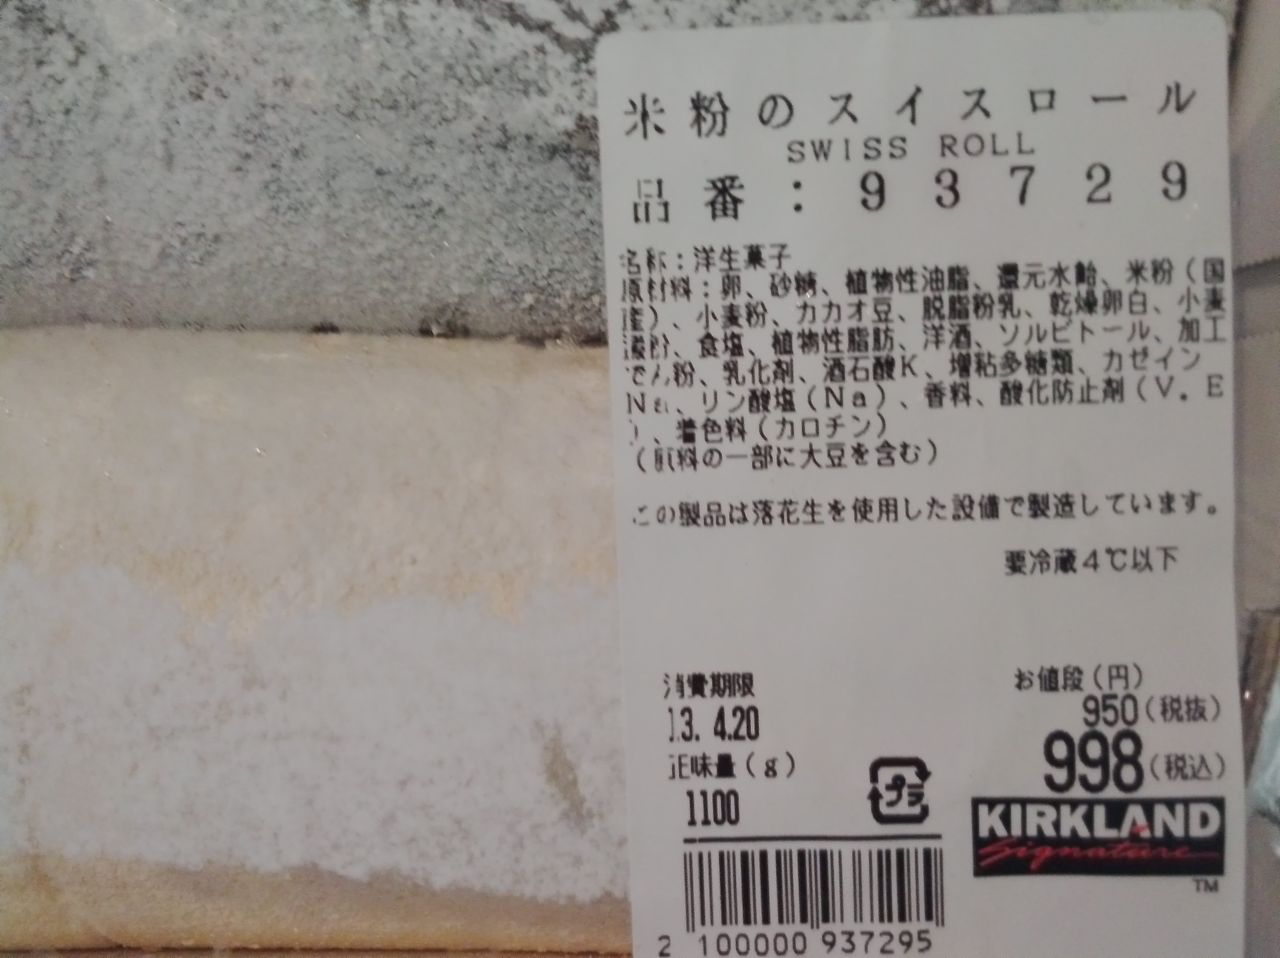 米粉のスイスロール
SWISS ROLL
品番：93729
名称：洋生菓子
原材料：卵、砂糖、植物性油脂、還元水飴、米粉（国
産）、小麦粉、カカオ豆、脱脂粉乳、乾燥卵白、小麦
澱粉、食塩、植物性脂肪、洋酒、ソルビトール、加工
でん粉、乳化剤、酒石酸K、増粘多糖類、カゼイン
Na、リン酸塩（Na）、香料、酸化防止剤（V．E
）、着色料（カロチン）
（原料の一部に大豆を含む）
この製品は落花生を使用した設備で製造しています。
要冷蔵4℃以下
消費期限
13. 4.20
正味量（g）
1100
お値段（円）
950（税抜）
998（税込）
プラ
KIRKLAND
Signature
TM
2 100000 937295